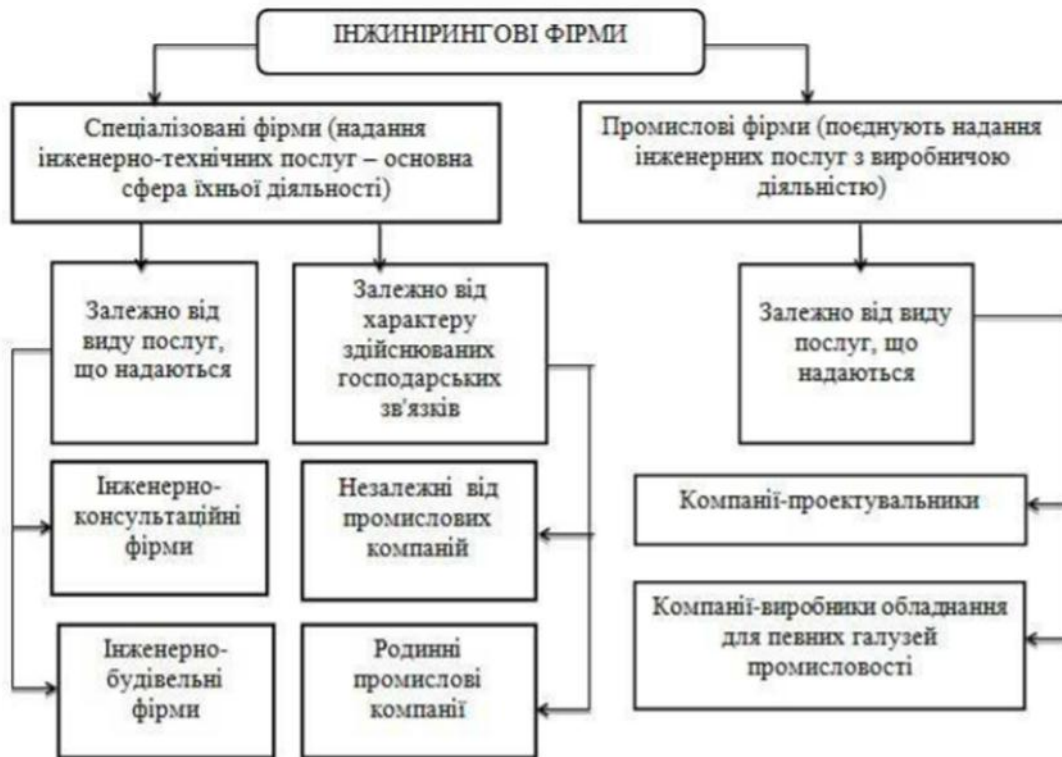 ІНЖИНІРИНГОВІ ФІРМИ
Спеціалізовані фірми (надання
інженерно-технічних послуг – основна
сфера їхньої діяльності)
Промислові фірми (поєднують надання
інженерних послуг з виробничою
діяльністю)
Залежно від
виду послуг,
що надаються
Залежно від
характеру
здійснюваних
господарських
зв'язків
Залежно від виду
послуг, що
надаються
Інженерно-
консультаційні
фірми
Незалежні від
промислових
компаній
Компанії-проектувальники
Інженерно-
будівельні
фірми
Родинні
промислові
компанії
Компанії-виробники обладнання
для певних галузей
промисловості